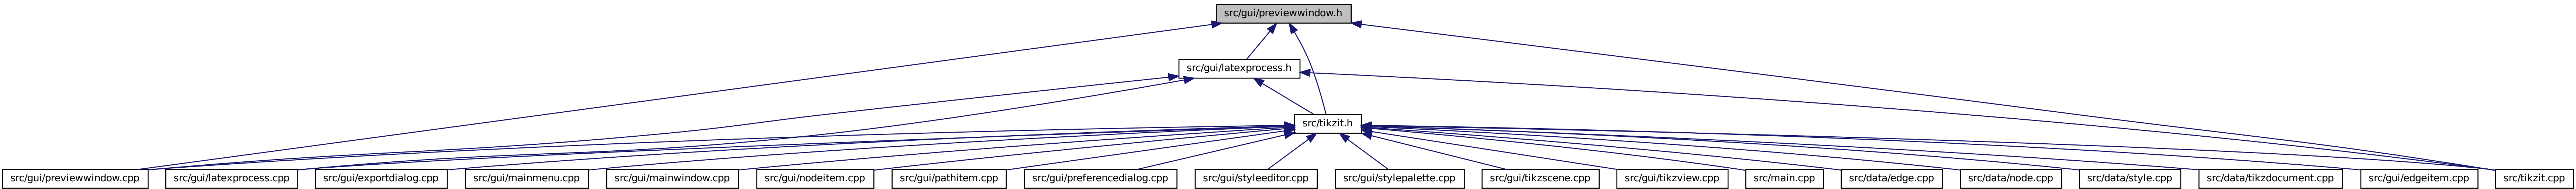 src/gui/previewwindow.h
src/gui/latexprocess.h
src/tikzit.h
src/gui/previewwindow.cpp
src/gui/latexprocess.cpp
src/gui/exportdialog.cpp
src/gui/mainmenu.cpp
src/gui/mainwindow.cpp
src/gui/nodeitem.cpp
src/gui/pathitem.cpp
src/gui/preferencedialog.cpp
src/gui/styleeditor.cpp
src/gui/stylepalette.cpp
src/gui/tikzscene.cpp
src/gui/tikzview.cpp
src/main.cpp
src/data/edge.cpp
src/data/node.cpp
src/data/style.cpp
src/data/tikzdocument.cpp
src/gui/edgeitem.cpp
src/tikzit.cpp